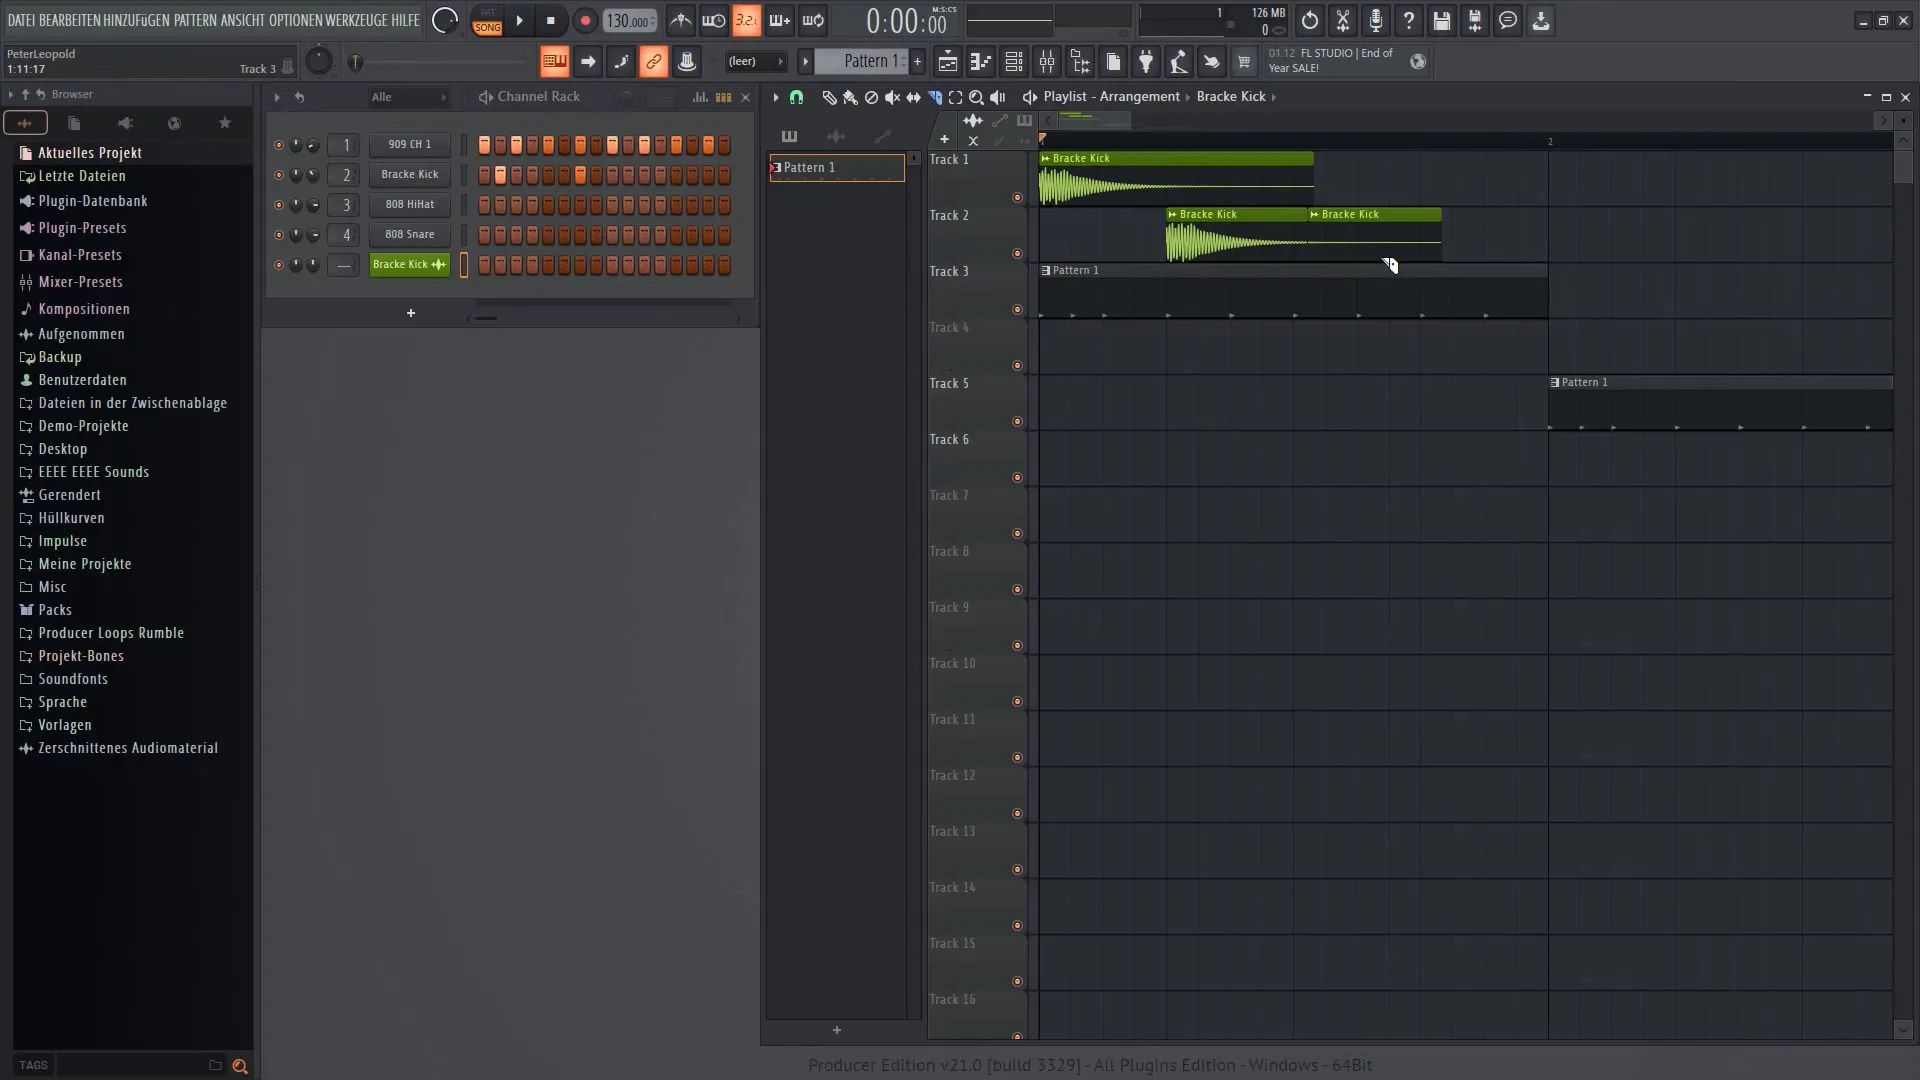 DATEI BEARBEITEN HINZUFüGEN PATTERN ANSICHT OPTIONEN WERKZEUGE HILFE
PAT
SONG
130.000
3.2:
0:00:00
M:S:CS
1
126 MB
0
PeterLeopold
1:11:17
Track 3
(leer)
Pattern 1
+
01.12 FL STUDIO | End of
Year SALE!
Browser
Alle
Channel Rack
Playlist - Arrangement
Bracke Kick
Aktuelles Projekt
Letzte Dateien
Plugin-Datenbank
Plugin-Presets
Kanal-Presets
Mixer-Presets
Kompositionen
Aufgenommen
Backup
Benutzerdaten
Dateien in der Zwischenablage
Demo-Projekte
Desktop
EEEE EEEE Sounds
Gerendert
Hüllkurven
Impulse
Meine Projekte
Misc
Packs
Producer Loops Rumble
Projekt-Bones
Soundfonts
Sprache
Vorlagen
Zerschnittenes Audiomaterial
TAGS
1
909 CH 1
2
Bracke Kick
3
808 HiHat
4
808 Snare
---
Bracke Kick
+
Pattern 1
+
2
Track 1
Bracke Kick
Track 2
Bracke Kick
Bracke Kick
Track 3
Pattern 1
Track 4
Track 5
Pattern 1
Track 6
Track 7
Track 8
Track 9
Track 10
Track 11
Track 12
Track 13
Track 14
Track 15
Track 16
Producer Edition v21.0 [build 3329] - All Plugins Edition - Windows - 64Bit